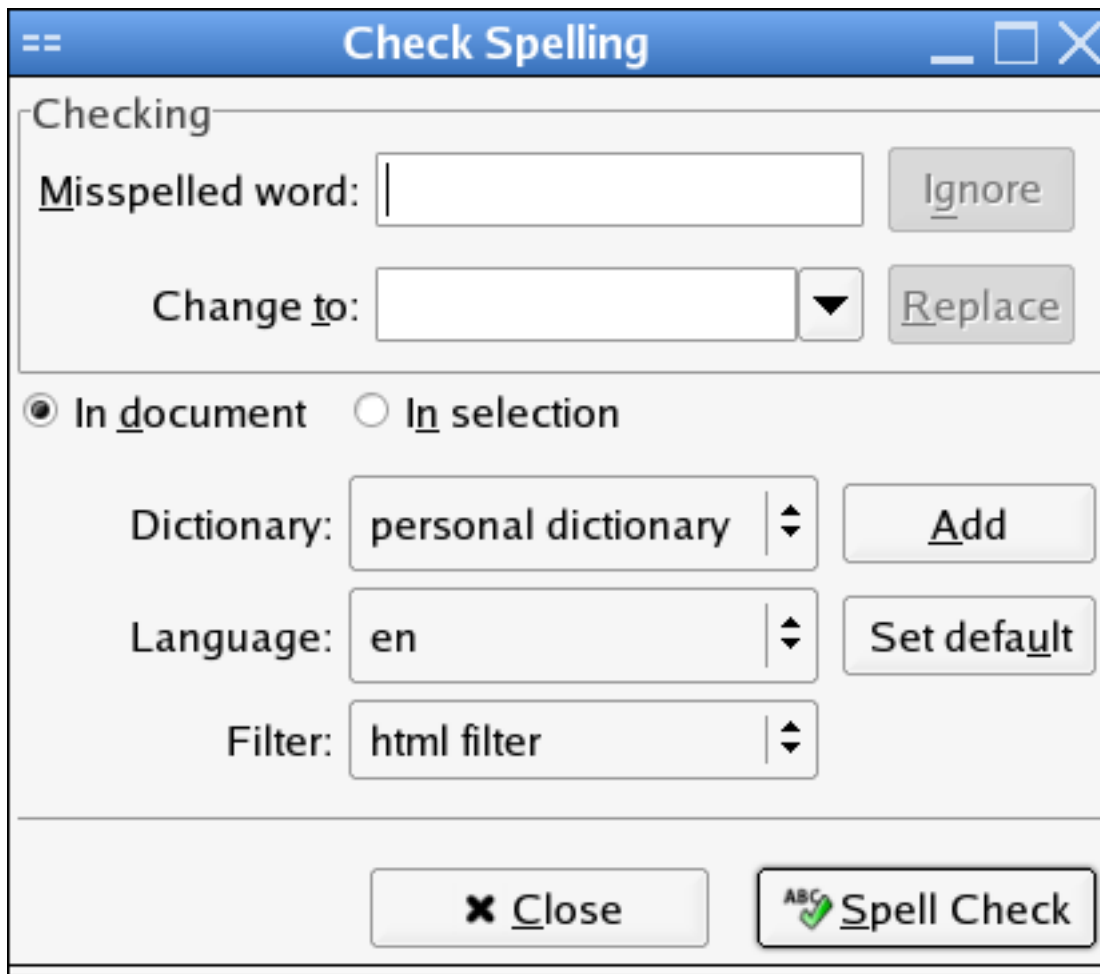 Check Spelling
Checking
Misspelled word:
Ignore
Change to:
Replace
In document In selection
Dictionary: personal dictionary Add
Language: en Set default
Filter: html filter
Close ABC Spell Check